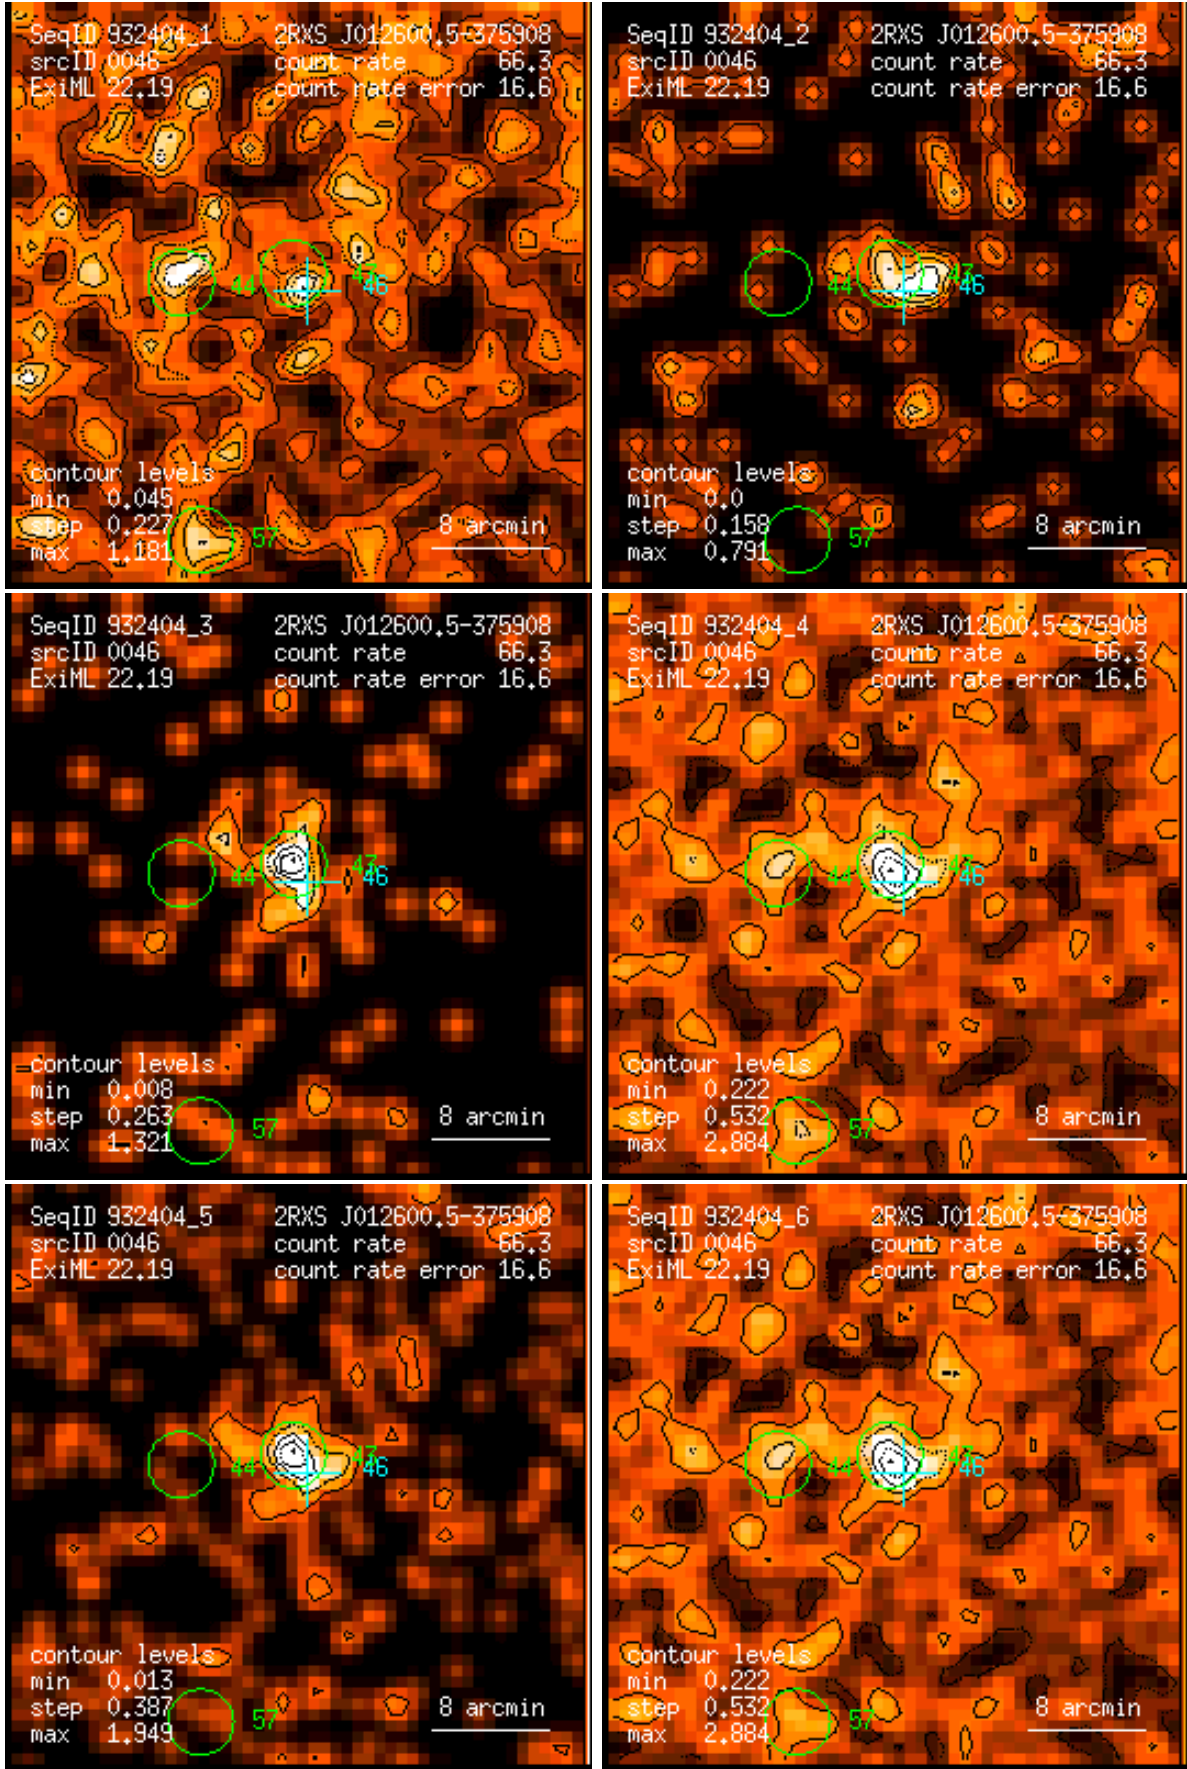 SeqID 932404_1 2RXS J012600.5-375908
srcID 0046 count rate 66.3
ExiML 22.19 count rate error 16.6
44 47 46
contour levels
min 0.045
step 0.227 8 arcmin
max 1.181 57
SeqID 932404_2 2RXS J012600.5-375908
srcID 0046 count rate 66.3
ExiML 22.19 count rate error 16.6
44 47 46
contour levels
min 0.0
step 0.158 8 arcmin
max 0.791 57
SeqID 932404_3 2RXS J012600.5-375908
srcID 0046 count rate 66.3
ExiML 22.19 count rate error 16.6
44 47 46
contour levels
min 0.008
step 0.263 8 arcmin
max 1.321 57
SeqID 932404_4 2RXS J012600.5-375908
srcID 0046 count rate 66.3
ExiML 22.19 count rate error 16.6
44 47 46
contour levels
min 0.222
step 0.532 8 arcmin
max 2.884 57
SeqID 932404_5 2RXS J012600.5-375908
srcID 0046 count rate 66.3
ExiML 22.19 count rate error 16.6
44 47 46
contour levels
min 0.013
step 0.387 8 arcmin
max 1.949 57
SeqID 932404_6 2RXS J012600.5-375908
srcID 0046 count rate 66.3
ExiML 22.19 count rate error 16.6
44 47 46
contour levels
min 0.222
step 0.532 8 arcmin
max 2.884 57